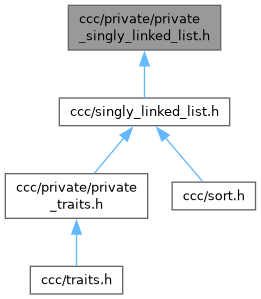 ccc/private/private
_singly_linked_list.h
ccc/singly_linked_list.h
ccc/private/private
_traits.h
ccc/sort.h
ccc/traits.h